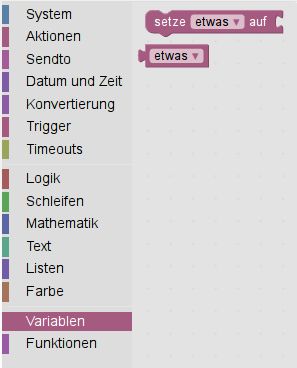 System
Aktionen
Sendto
Datum und Zeit
Konvertierung
Trigger
Timeouts
Logik
Schleifen
Mathematik
Text
Listen
Farbe
Variablen
Funktionen
setze etwas auf
etwas